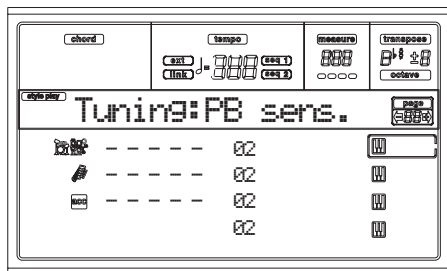 chord tempo measure transpose
ext seq 1
link seq 2
octave
style play Tuning:PB sens. page
- - - - - 02
- - - - - 02
acc - - - - - 02
02